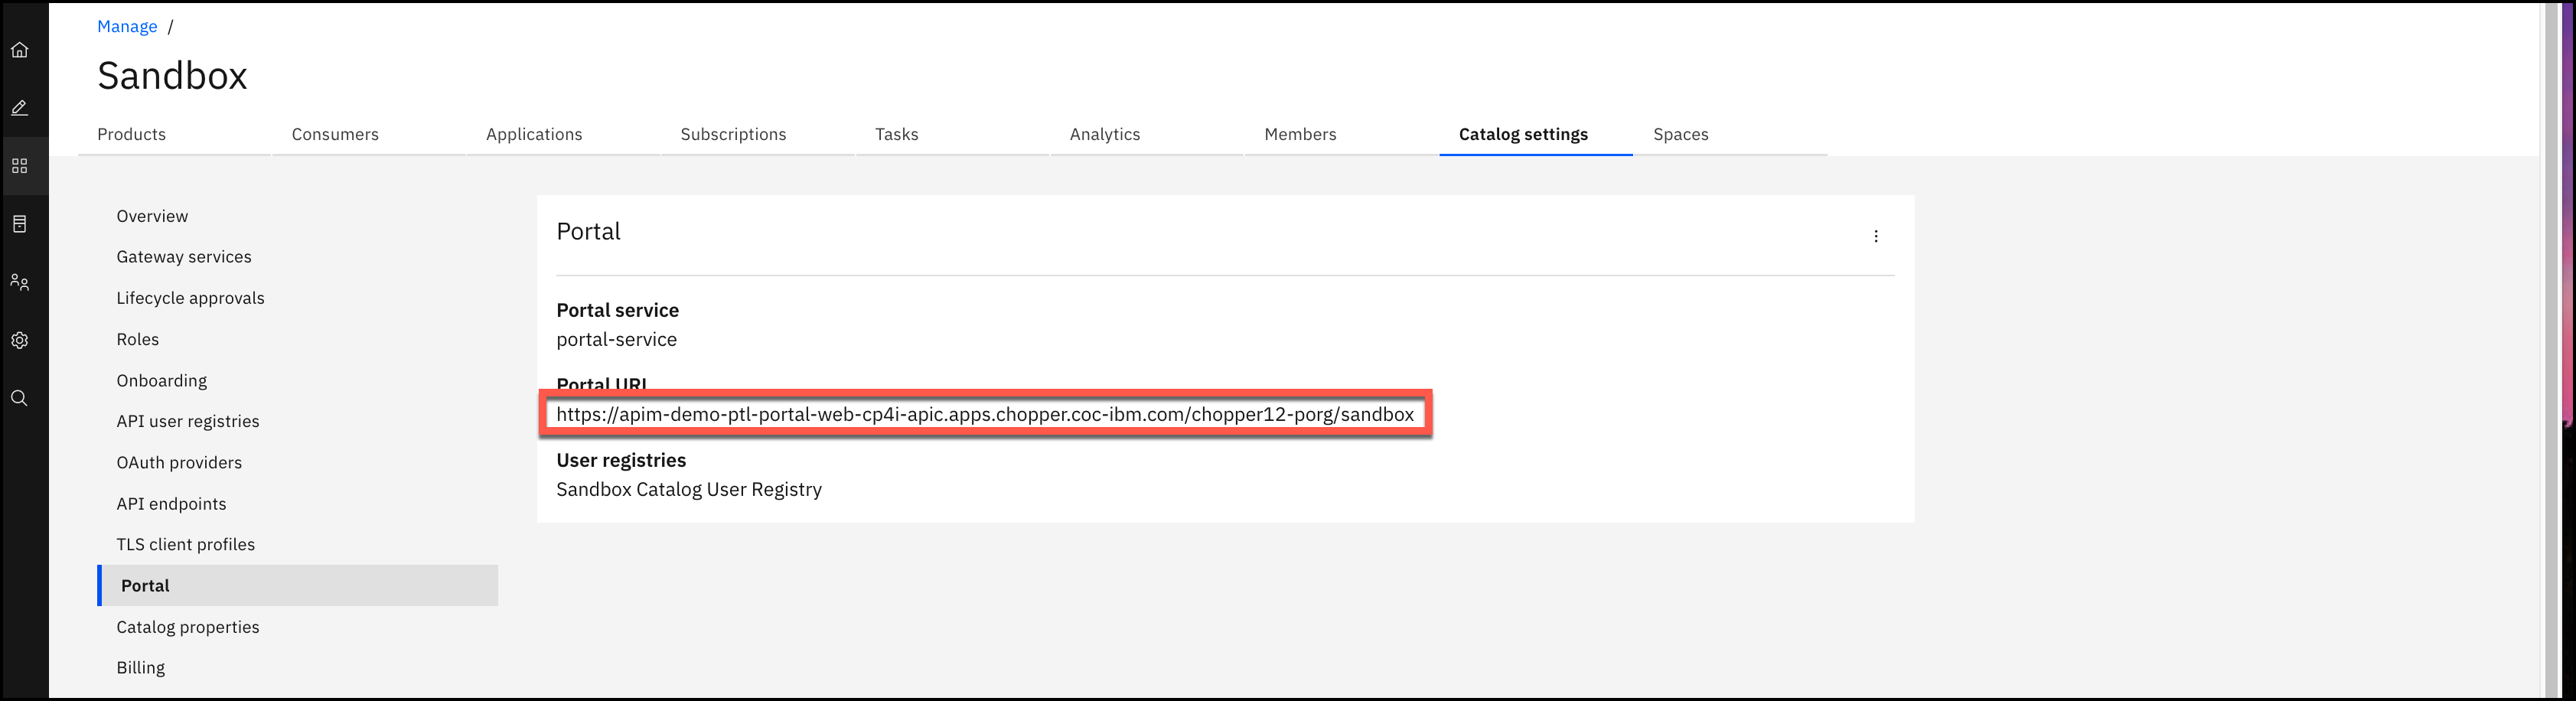 Manage /
Sandbox
Products Consumers Applications Subscriptions Tasks Analytics Members Catalog settings Spaces
Overview
Gateway services
Lifecycle approvals
Roles
Onboarding
API user registries
OAuth providers
API endpoints
TLS client profiles
Portal
Catalog properties
Billing
Portal
Portal service
portal-service
Portal URL
https://apim-demo-ptl-portal-web-cp4i-apic.apps.chopper.coc-ibm.com/chopper12-porg/sandbox
User registries
Sandbox Catalog User Registry